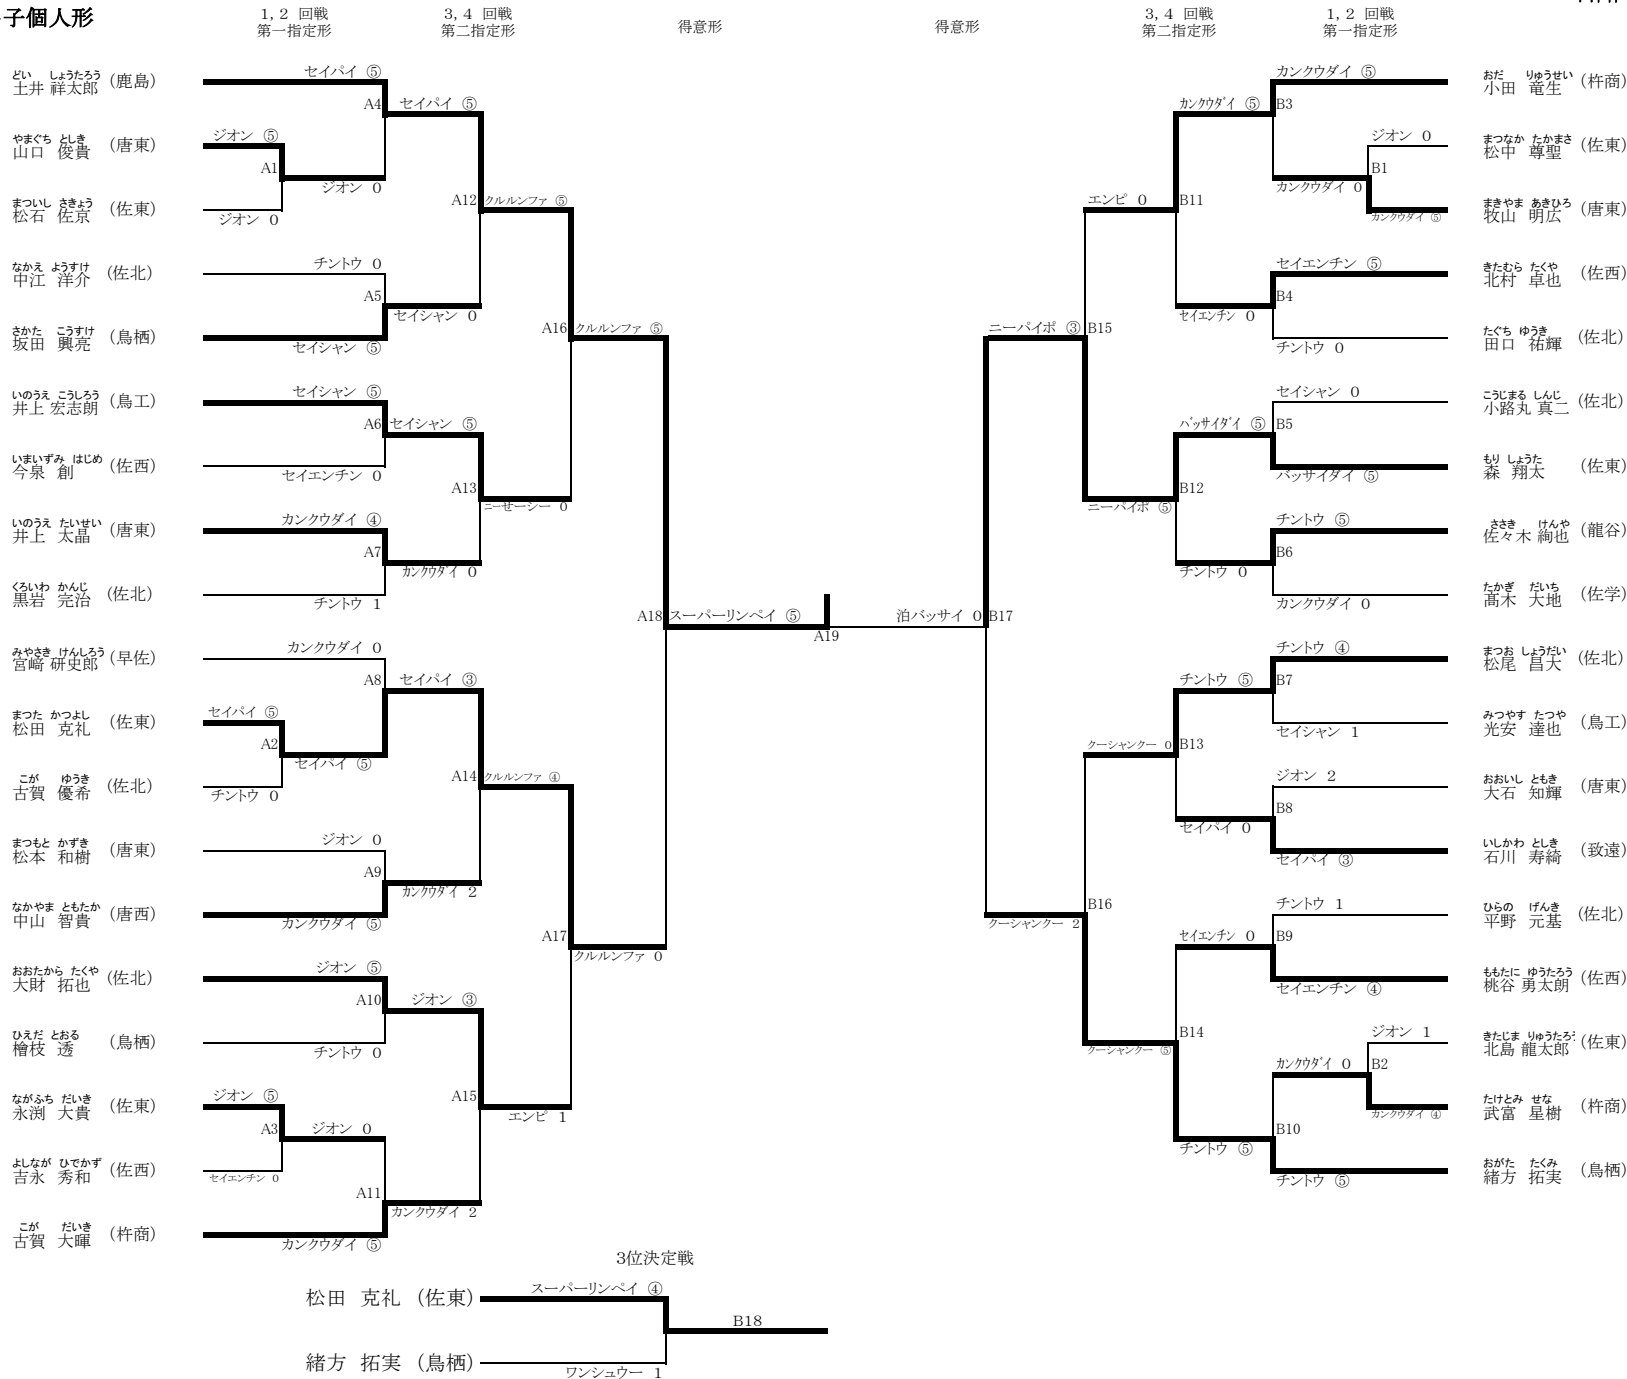 子個人形
1,2 回戦
第一指定形
3,4 回戦
第二指定形
得意形
得意形
3,4 回戦
第二指定形
1,2 回戦
第一指定形
どい しょうたろう
土井 祥太郎 (鹿島)
やまぐち としき
山口 俊貴 (唐東)
まついし さきょう
松石 佐京 (佐東)
なかえ ようすけ
中江 洋介 (佐北)
さかた こうすけ
坂田 興亮 (鳥栖)
いのうえ こうしろう
井上 宏志朗 (鳥工)
いまいずみ はじめ
今泉 創 (佐西)
いのうえ たいせい
井上 太晶 (唐東)
くろいわ かんじ
黒岩 完治 (佐北)
みやさき けんしろう
宮﨑 研史郎 (早佐)
まつた かつよし
松田 克礼 (佐東)
こが ゆうき
古賀 優希 (佐北)
まつもと かずき
松本 和樹 (唐東)
なかやま ともたか
中山 智貴 (唐西)
おおたから たくや
大財 拓也 (佐北)
ひえだ とおる
檜枝 透 (鳥栖)
ながふち だいき
永渕 大貴 (佐東)
よしなが ひでかず
吉永 秀和 (佐西)
こが だいき
古賀 大暉 (杵商)
セイパイ ⑤
A4
ジオン ⑤
A1
ジオン 0
ジオン 0
チントウ 0
A5
セイシャン ⑤
セイシャン ⑤
A6
セイエンチン 0
カンクウダイ ④
A7
チントウ 1
カンクウダイ 0
A8
セイパイ ⑤
A2
セイパイ ⑤
チントウ 0
ジオン 0
A9
カンクウダイ ⑤
ジオン ⑤
A10
チントウ 0
ジオン ⑤
A3
ジオン 0
セイエンチン 0
A11
カンクウダイ ⑤
セイパイ ⑤
A12
セイシャン 0
セイシャン ⑤
A13
カンクウダイ 0
セイパイ ③
A14
カンクウダイ 2
ジオン ③
A15
カンクウダイ 2
クルルンファ ⑤
A16
ニーセーシー 0
クルルンファ ④
A17
エンピ 1
クルルンファ ⑤
A18
クルルンファ 0
スーパーリンペイ ⑤
A19
泊バッサイ 0
B17
ニーパイポ ③
B15
クーシャンクー 2
B16
エンピ 0
B11
ニーパイポ ⑤
B12
クーシャンクー 0
B13
クーシャンクー ⑤
B14
カンクウダイ ⑤
B3
セイエンチン 0
B4
バッサイダイ ⑤
B5
チントウ 0
B6
チントウ ⑤
B7
セイパイ 0
B8
セイエンチン 0
B9
チントウ ⑤
B10
カンクウダイ ⑤
ジオン 0
B1
カンクウダイ 0
カンクウダイ ⑤
セイエンチン ⑤
チントウ 0
セイシャン 0
バッサイダイ ⑤
チントウ ⑤
カンクウダイ 0
チントウ ④
セイシャン 1
ジオン 2
セイパイ ③
チントウ 1
セイエンチン ④
ジオン 1
カンクウダイ 0
B2
カンクウダイ ④
チントウ ⑤
おだ りゅうせい
小田 竜生 (杵商)
まつなか たかまさ
松中 尊聖 (佐東)
まきやま あきひろ
牧山 明広 (唐東)
きたむら たくや
北村 卓也 (佐西)
たぐち ゆうき
田口 祐輝 (佐北)
こうじまる しんじ
小路丸 真二 (佐北)
もり しょうた
森 翔太 (佐東)
ささき けんや
佐々木 絢也 (龍谷)
たかぎ だいち
髙木 大地 (佐学)
まつお しょうだい
松尾 昌大 (佐北)
みつやす たつや
光安 達也 (鳥工)
おおいし ともき
大石 知輝 (唐東)
いしかわ としき
石川 寿綺 (致遠)
ひらの げんき
平野 元基 (佐北)
ももたに ゆうたろう
桃谷 勇太朗 (佐西)
きたじま りゅうたろう
北島 龍太郎 (佐東)
たけとみ せな
武富 星樹 (杵商)
おがた たくみ
緒方 拓実 (鳥栖)
3位決定戦
松田 克礼 (佐東)
スーパーリンペイ ④
B18
緒方 拓実 (鳥栖)
ワンシュウー 1